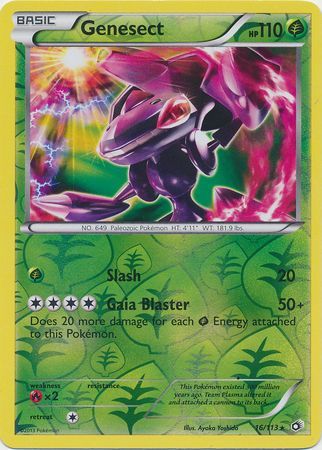 BASIC
Genesect
HP110
NO. 649 Paleozoic Pokémon HT: 4'11" WT: 181.9 lbs.
Slash 20
Gaia Blaster 50+
Does 20 more damage for each Energy attached
to this Pokémon.
weakness resistance
×2
retreat
This Pokémon existed 300 million
years ago. Team Plasma altered it
and attached a cannon to its back.
©2013 Pokémon
Illus. Ayaka Yoshida
16/113★